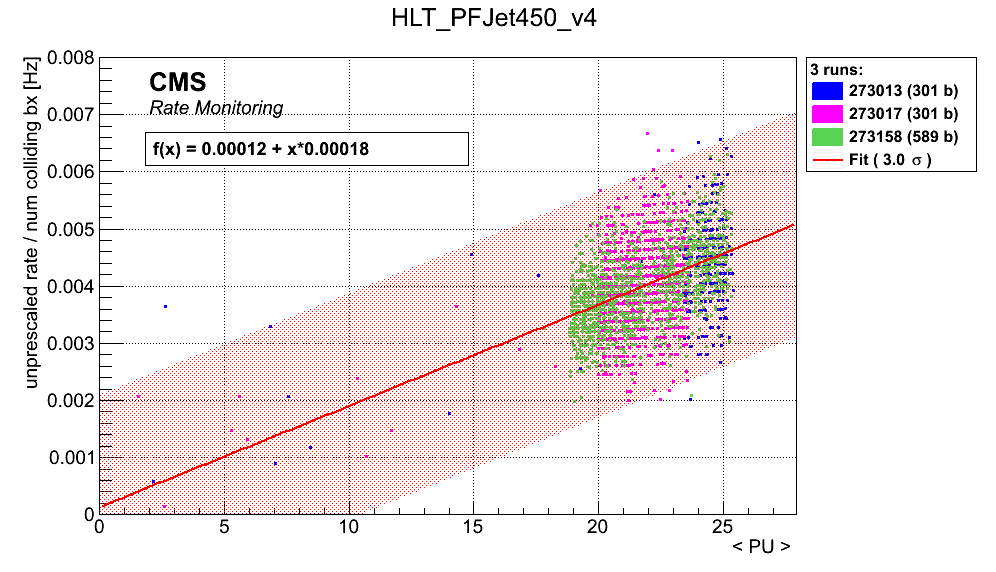 HLT_PFJet450_v4
unprescaled rate / num colliding bx [Hz]
0.008
0.007
0.006
0.005
0.004
0.003
0.002
0.001
0
CMS
Rate Monitoring
f(x) = 0.00012 + x*0.00018
0 5 10 15 20 25
< PU >
3 runs:
273013 (301 b)
273017 (301 b)
273158 (589 b)
Fit ( 3.0 σ )